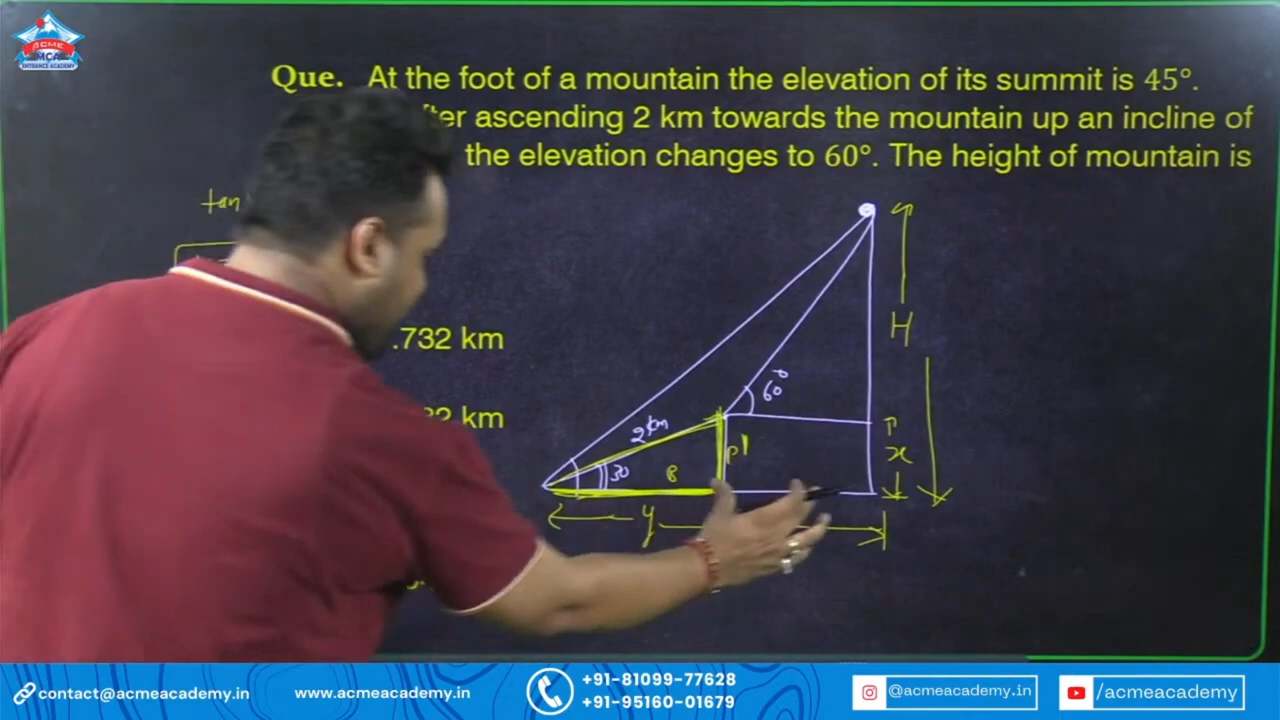 ACME
MCA
ENTRANCE ACADEMY
Que. At the foot of a mountain the elevation of its summit is 45°.
ascending 2 km towards the mountain up an incline of
the elevation changes to 60°. The height of mountain is
tan
H
60°
.732 km
2 km
x
30
B
y
km
contact@acmeacademy.in
www.acmeacademy.in
+91-81099-77628
+91-95160-01679
@acmeacademy.in
/acmeacademy